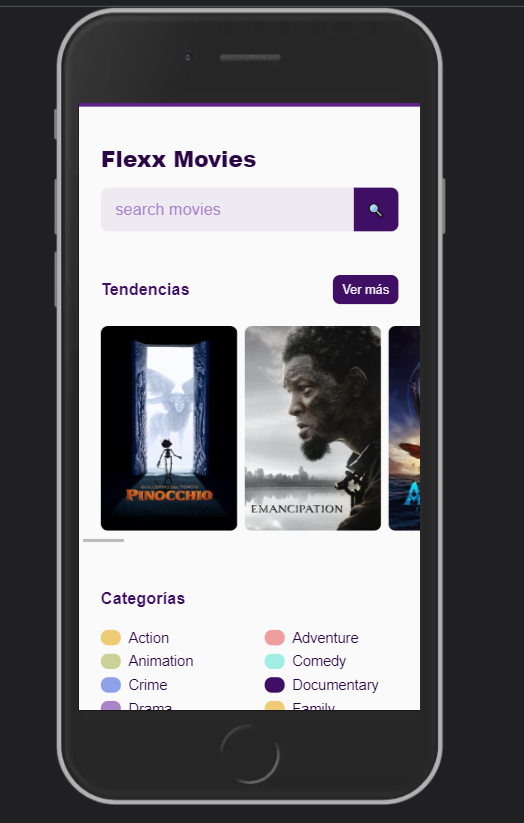 Flexx Movies
search movies
Tendencias
Ver más
GUILLERMO DEL TORO'S
PINOCCHIO
EMANCIPATION
Categorías
Action
Adventure
Animation
Comedy
Crime
Documentary
Drama
Family